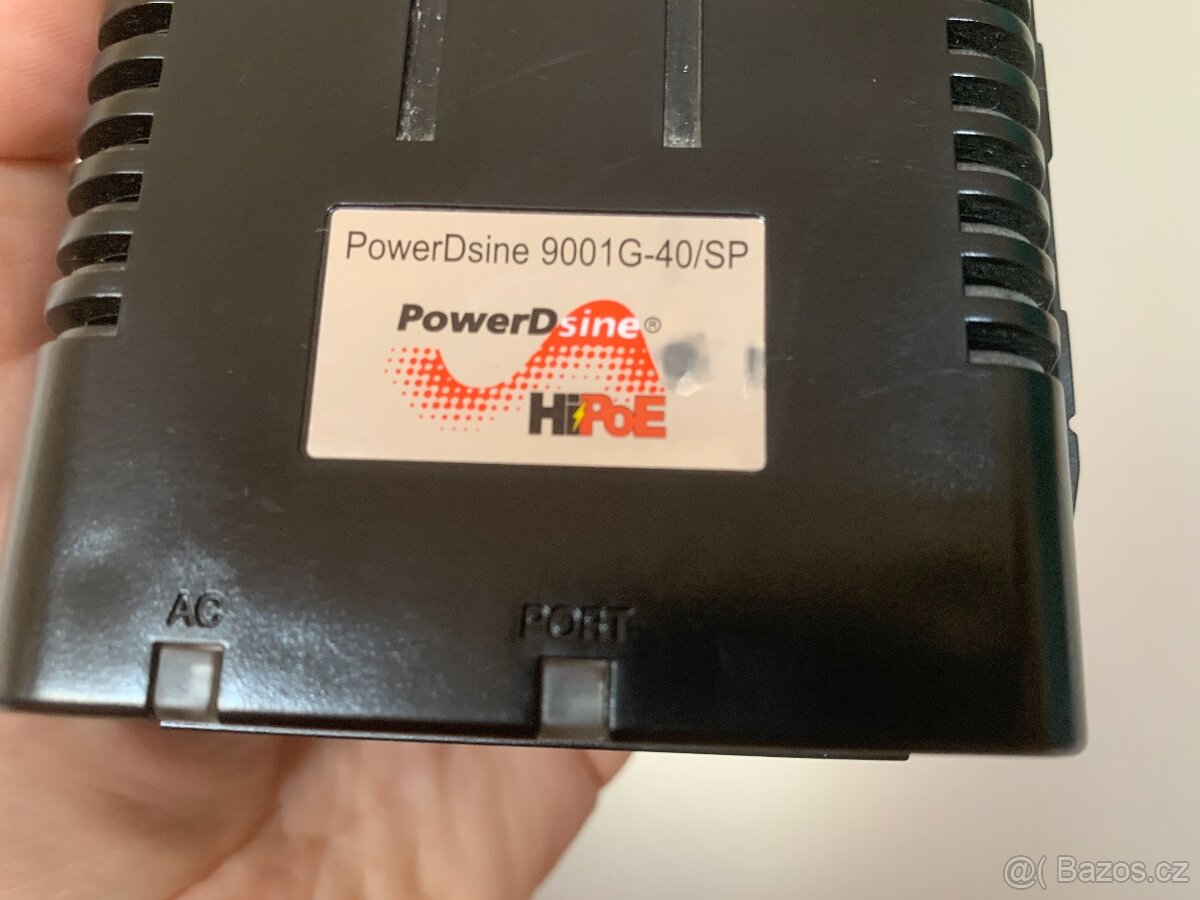 PowerDsine 9001G-40/SP
PowerDsine®
HiPoE
AC
PORT
@( Bazos.cz